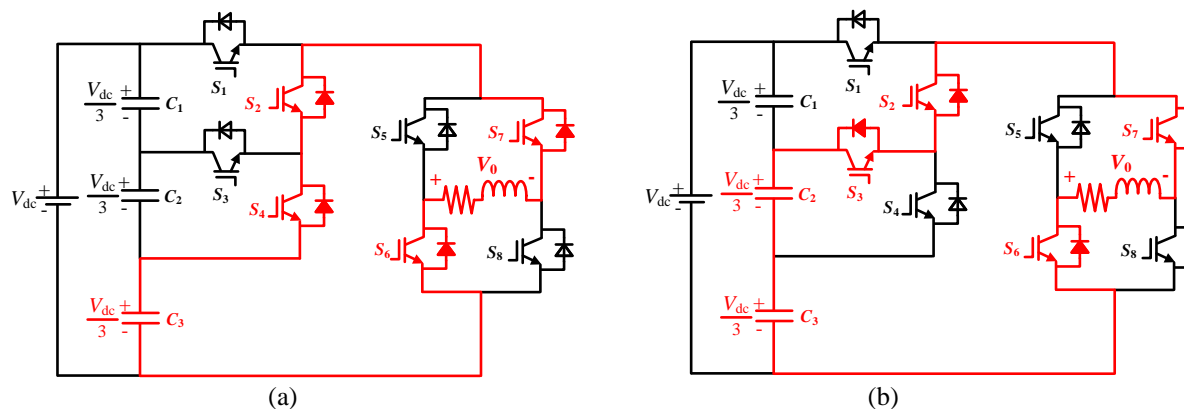 S1
Vdc
3
+
-
C1
S2
S3
Vdc
+
-
Vdc
3
+
-
C2
S4
Vdc
3
+
-
C3
S5
S7
V0
+
-
S6
S8
(a)
S1
Vdc
3
+
-
C1
S2
S3
Vdc
+
-
Vdc
3
+
-
C2
S4
Vdc
3
+
-
C3
S5
S7
V0
+
-
S6
S8
(b)